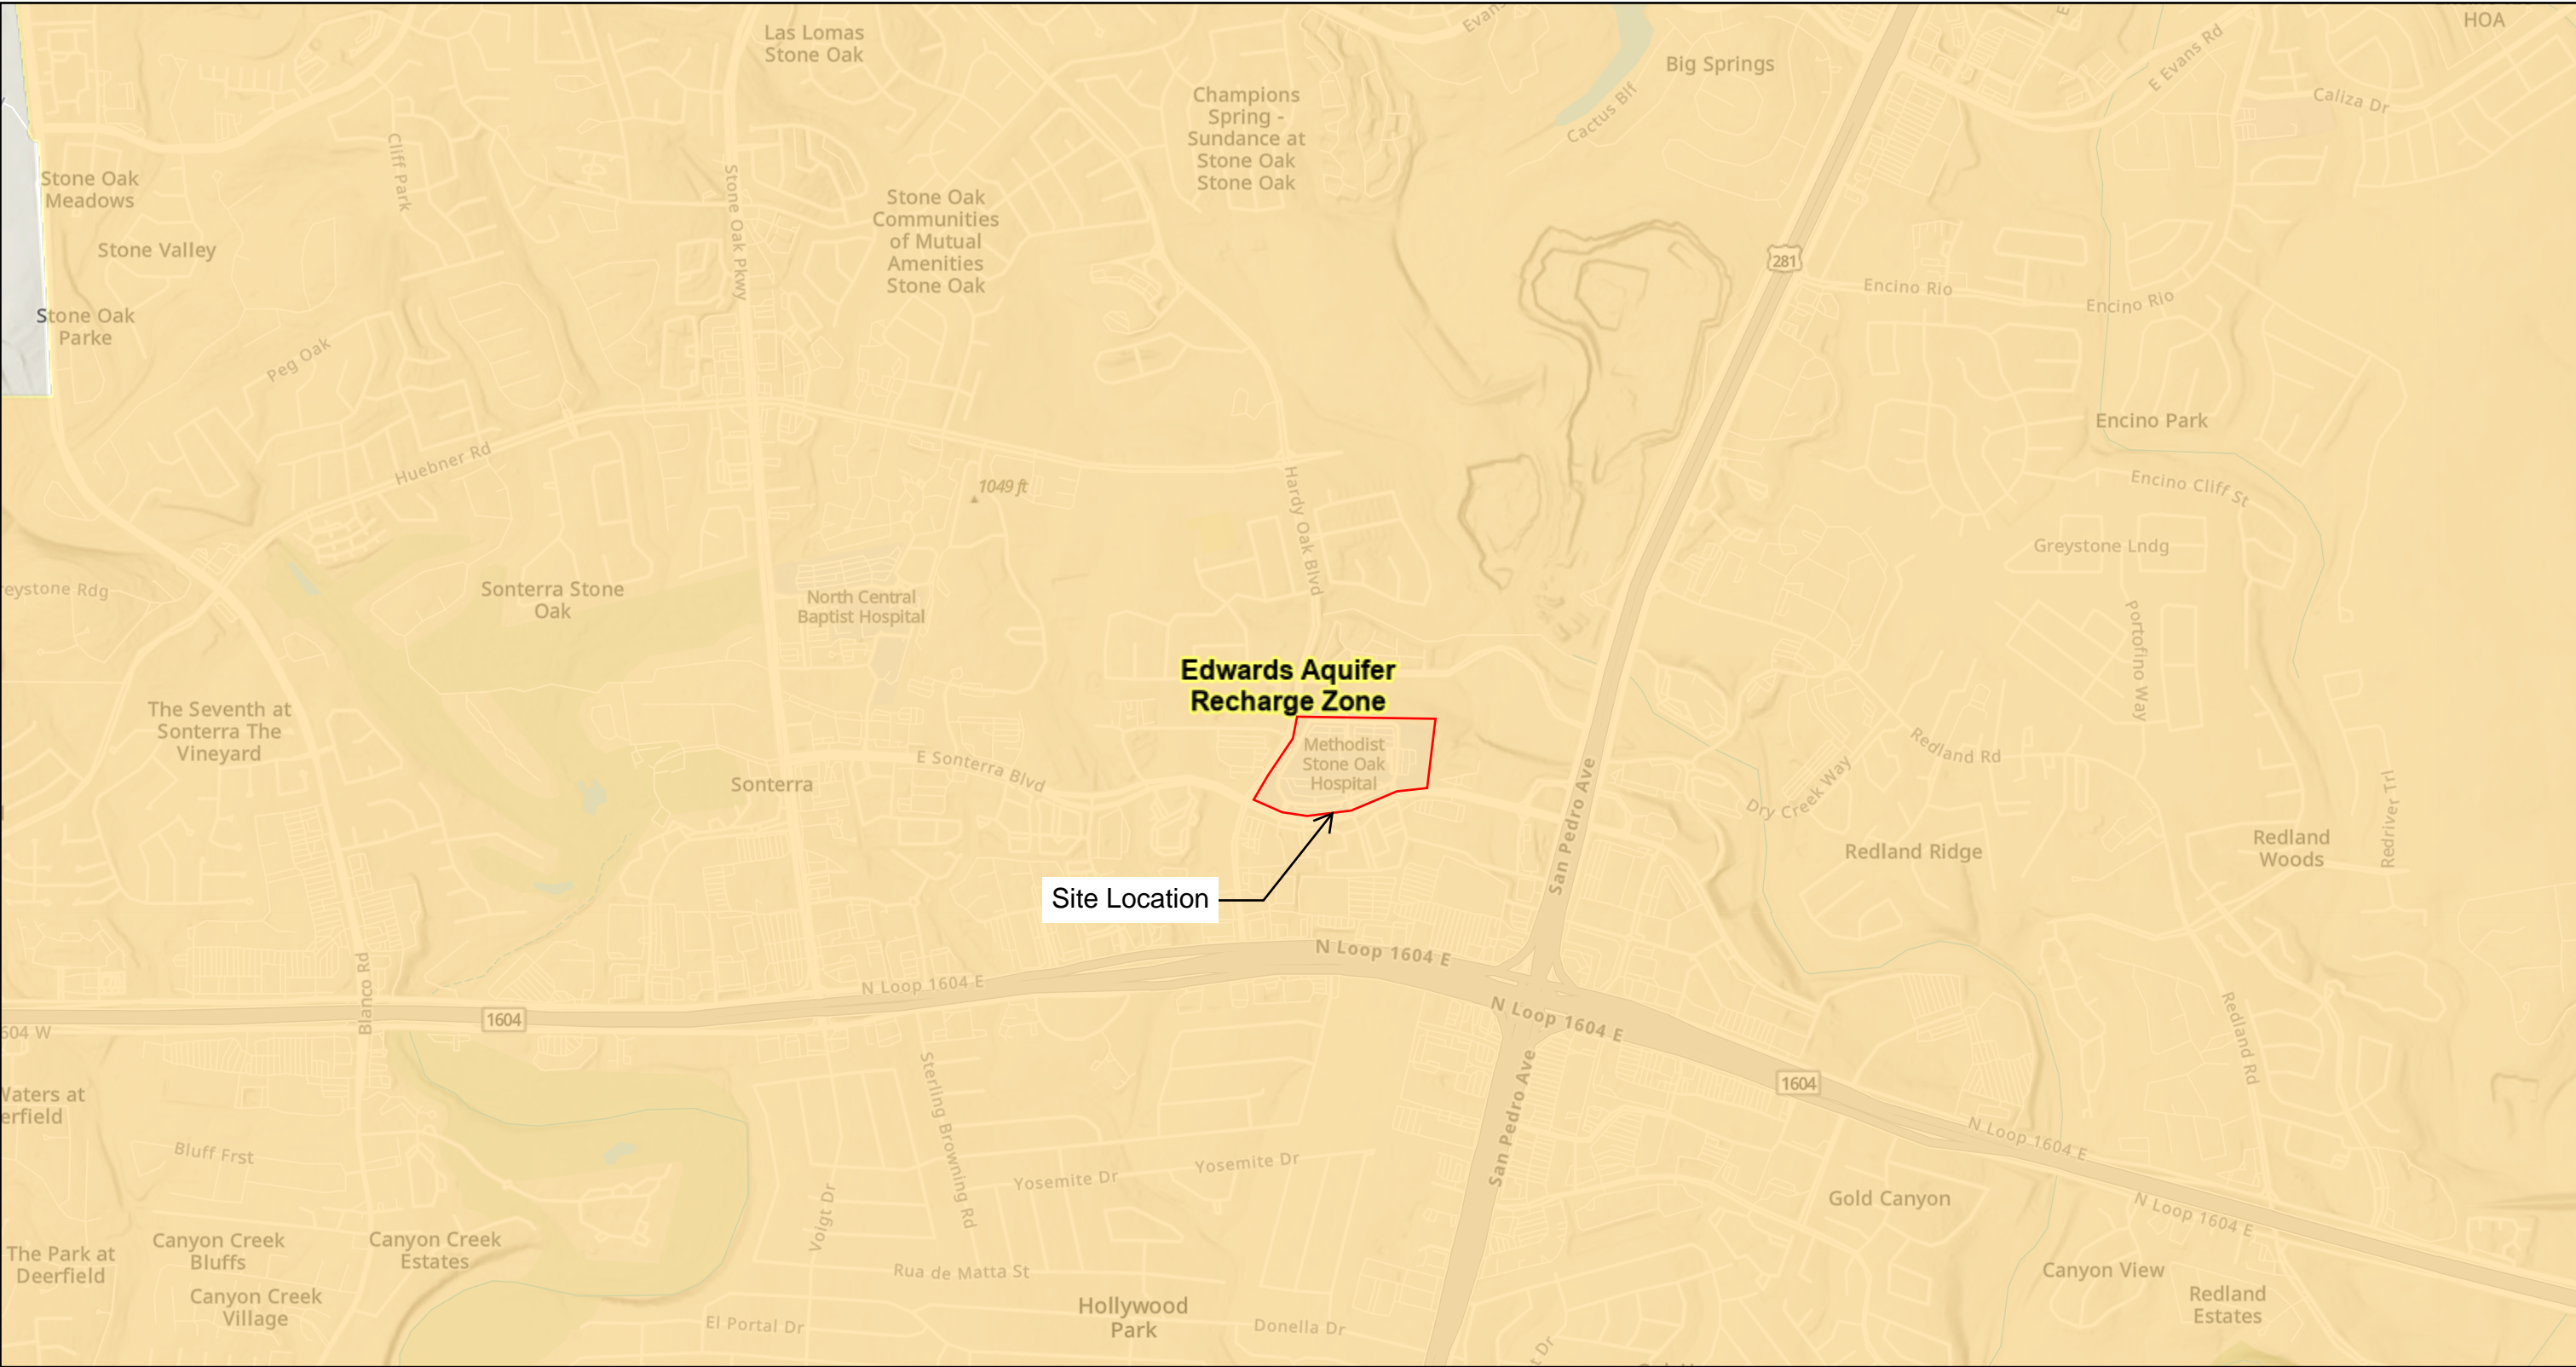 HOA
Las Lomas
Stone Oak
Big Springs
E Evans Rd
Champions
Spring -
Sundance at
Stone Oak
Stone Oak
Cactus Blf
Caliza Dr
Cliff Park
Stone Oak
Meadows
Stone Oak Pkwy
Stone Oak
Communities
of Mutual
Amenities
Stone Oak
Stone Valley
281
Encino Rio
Encino Rio
Stone Oak
Parke
Peg Oak
Encino Park
Huebner Rd
1049 ft
Hardy Oak Blvd
Encino Cliff St
Greystone Lndg
Sonterra Stone
Oak
North Central
Baptist Hospital
Portofino Way
Edwards Aquifer
Recharge Zone
The Seventh at
Sonterra The
Vineyard
Methodist
Stone Oak
Hospital
Redland Rd
E Sonterra Blvd
Sonterra
Dry Creek Way
San Pedro Ave
Redriver Trl
Redland Ridge
Redland
Woods
Site Location
N Loop 1604 E
N Loop 1604 E
Blanco Rd
1604
604 W
N Loop 1604 E
Redland Rd
San Pedro Ave
1604
Sterling Browning Rd
Waters at
erfield
N Loop 1604 E
Bluff Frst
Yosemite Dr
Yosemite Dr
Voigt Dr
Gold Canyon
N Loop 1604 E
The Park at
Deerfield
Canyon Creek
Bluffs
Canyon Creek
Estates
Rua de Matta St
Canyon View
Canyon Creek
Village
Hollywood
Park
Redland
Estates
El Portal Dr
Donella Dr